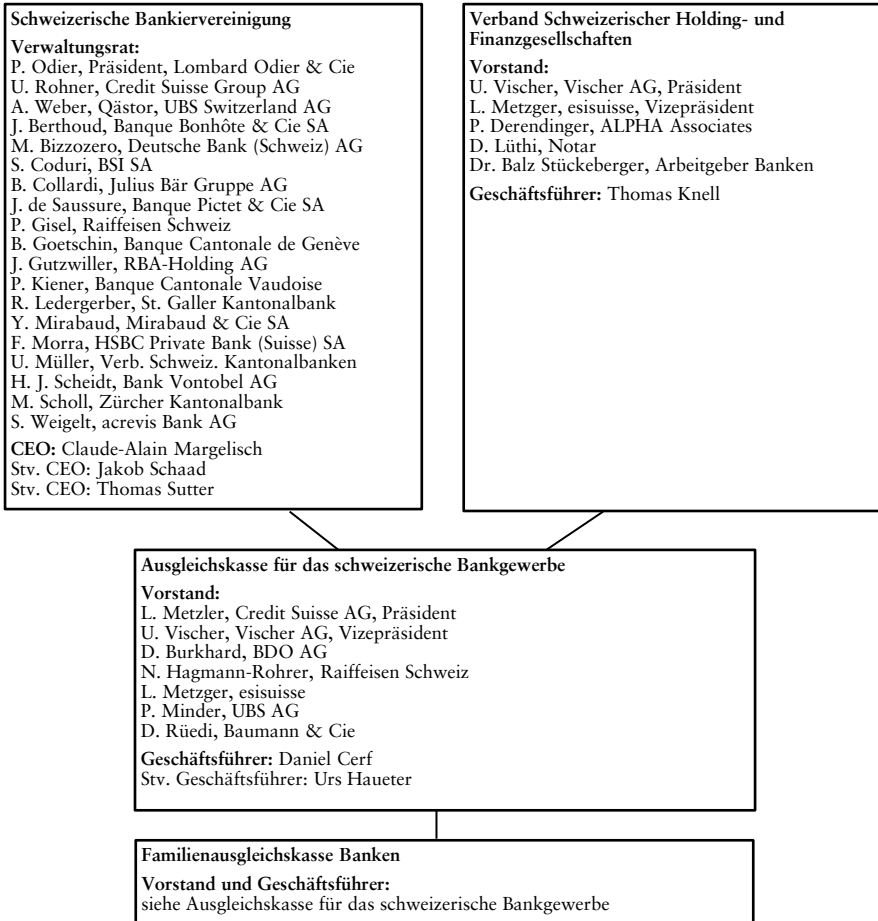 Schweizerische Bankiervereinigung
Verwaltungsrat:
P. Odier, Präsident, Lombard Odier & Cie
U. Rohner, Credit Suisse Group AG
A. Weber, Qästor, UBS Switzerland AG
J. Berthoud, Banque Bonhôte & Cie SA
M. Bizzozero, Deutsche Bank (Schweiz) AG
S. Coduri, BSI SA
B. Collardi, Julius Bär Gruppe AG
J. de Saussure, Banque Pictet & Cie SA
P. Gisel, Raiffeisen Schweiz
B. Goetschin, Banque Cantonale de Genève
J. Gutzwiller, RBA-Holding AG
P. Kiener, Banque Cantonale Vaudoise
R. Ledergerber, St. Galler Kantonalbank
Y. Mirabaud, Mirabaud & Cie SA
F. Morra, HSBC Private Bank (Suisse) SA
U. Müller, Verb. Schweiz. Kantonalbanken
H. J. Scheidt, Bank Vontobel AG
M. Scholl, Zürcher Kantonalbank
S. Weigelt, acrevis Bank AG
CEO: Claude-Alain Margelisch
Stv. CEO: Jakob Schaad
Stv. CEO: Thomas Sutter
Verband Schweizerischer Holding- und
Finanzgesellschaften
Vorstand:
U. Vischer, Vischer AG, Präsident
L. Metzger, esisuisse, Vizepräsident
P. Derendinger, ALPHA Associates
D. Lüthi, Notar
Dr. Balz Stückeberger, Arbeitgeber Banken
Geschäftsführer: Thomas Knell
Ausgleichskasse für das schweizerische Bankgewerbe
Vorstand:
L. Metzler, Credit Suisse AG, Präsident
U. Vischer, Vischer AG, Vizepräsident
D. Burkhard, BDO AG
N. Hagmann-Rohrer, Raiffeisen Schweiz
L. Metzger, esisuisse
P. Minder, UBS AG
D. Rüedi, Baumann & Cie
Geschäftsführer: Daniel Cerf
Stv. Geschäftsführer: Urs Haueter
Familienausgleichskasse Banken
Vorstand und Geschäftsführer:
siehe Ausgleichskasse für das schweizerische Bankgewerbe